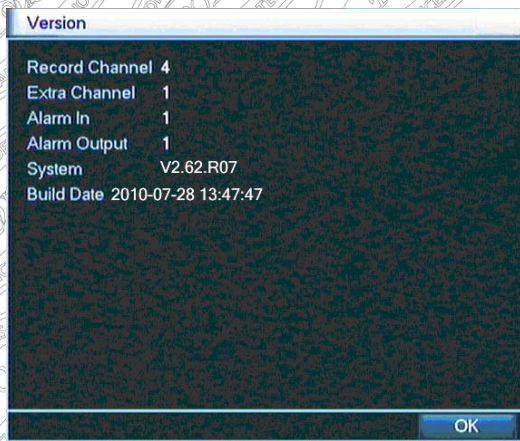 Version
Record Channel 4
Extra Channel 1
Alarm In 1
Alarm Output 1
System V2.62.R07
Build Date 2010-07-28 13:47:47
OK